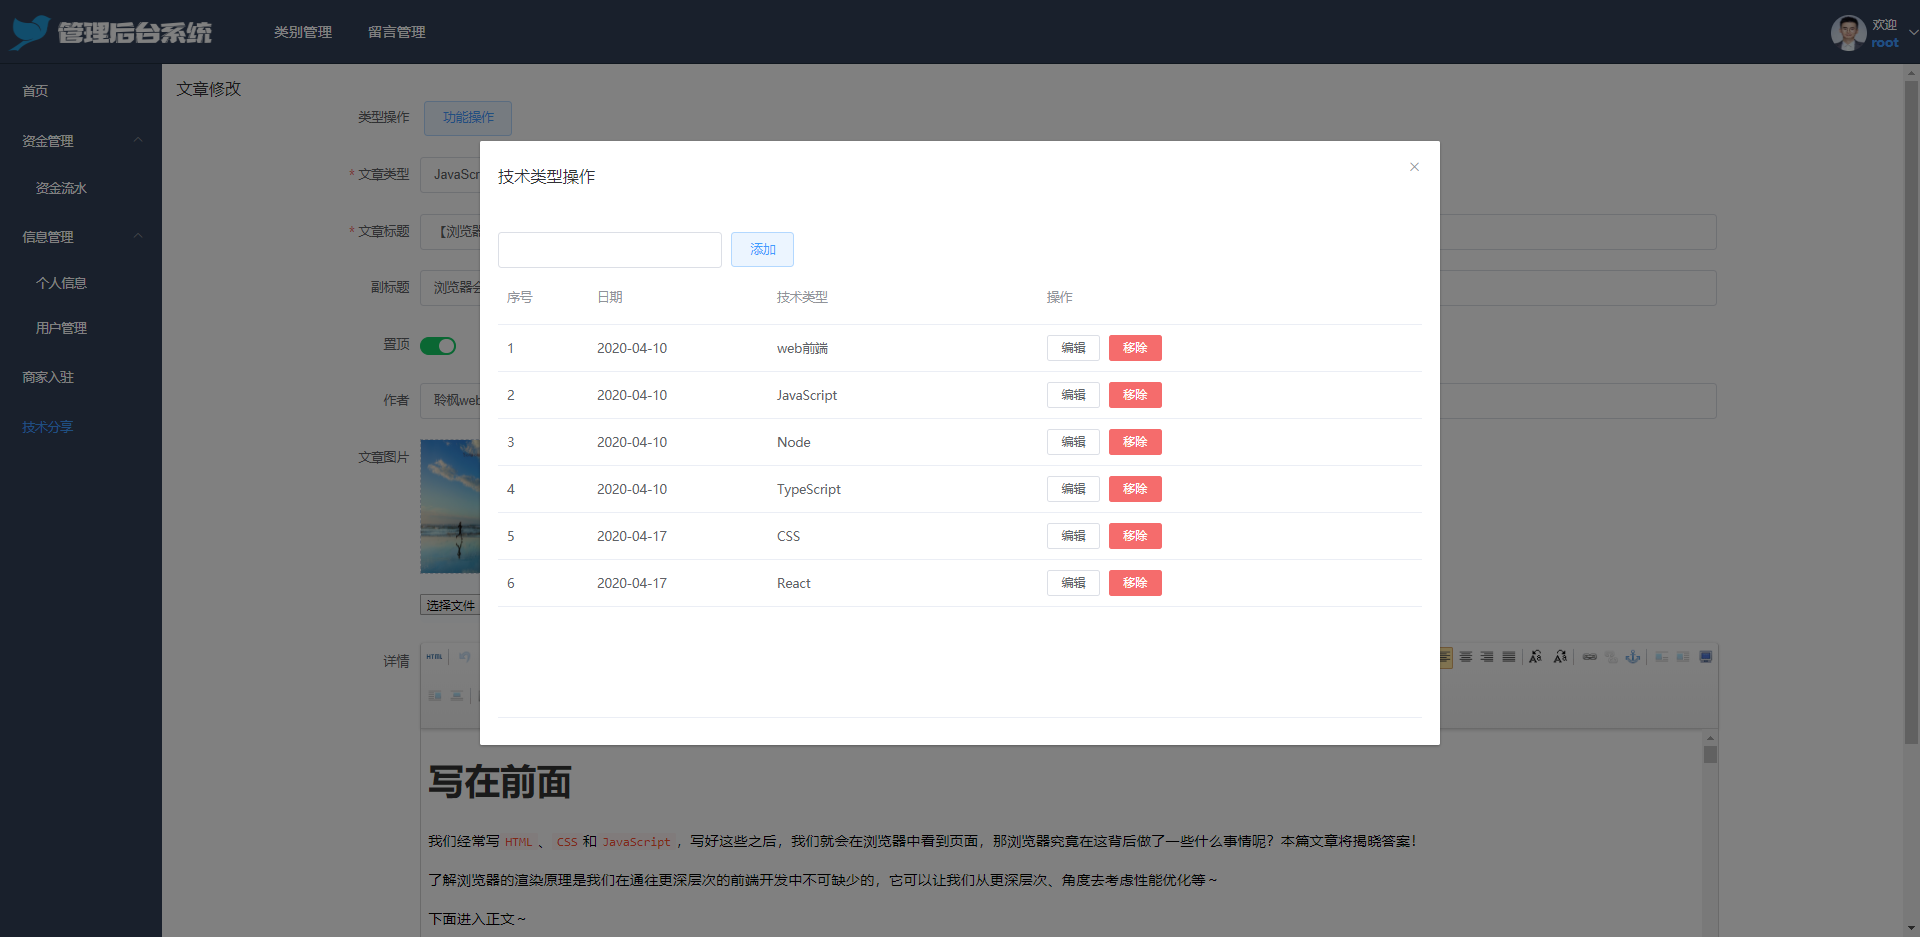 管理后台系统
类别管理
留言管理
欢迎
root
首页
资金管理
资金流水
信息管理
个人信息
用户管理
商家入驻
技术分享
文章修改
类型操作
功能操作
* 文章类型
JavaScr
* 文章标题
【浏览器
副标题
浏览器会
置顶
作者
聆枫web
文章图片
选择文件
详情
HTML
技术类型操作
添加
序号 日期 技术类型 操作
1 2020-04-10 web前端 编辑 移除
2 2020-04-10 JavaScript 编辑 移除
3 2020-04-10 Node 编辑 移除
4 2020-04-10 TypeScript 编辑 移除
5 2020-04-17 CSS 编辑 移除
6 2020-04-17 React 编辑 移除
写在前面
我们经常写 HTML 、 CSS 和 JavaScript ，写好这些之后，我们就会在浏览器中看到页面，那浏览器究竟在这背后做了一些什么事情呢？本篇文章将揭晓答案！
了解浏览器的渲染原理是我们在通往更深层次的前端开发中不可缺少的，它可以让我们从更深层次、角度去考虑性能优化等~
下面进入正文~